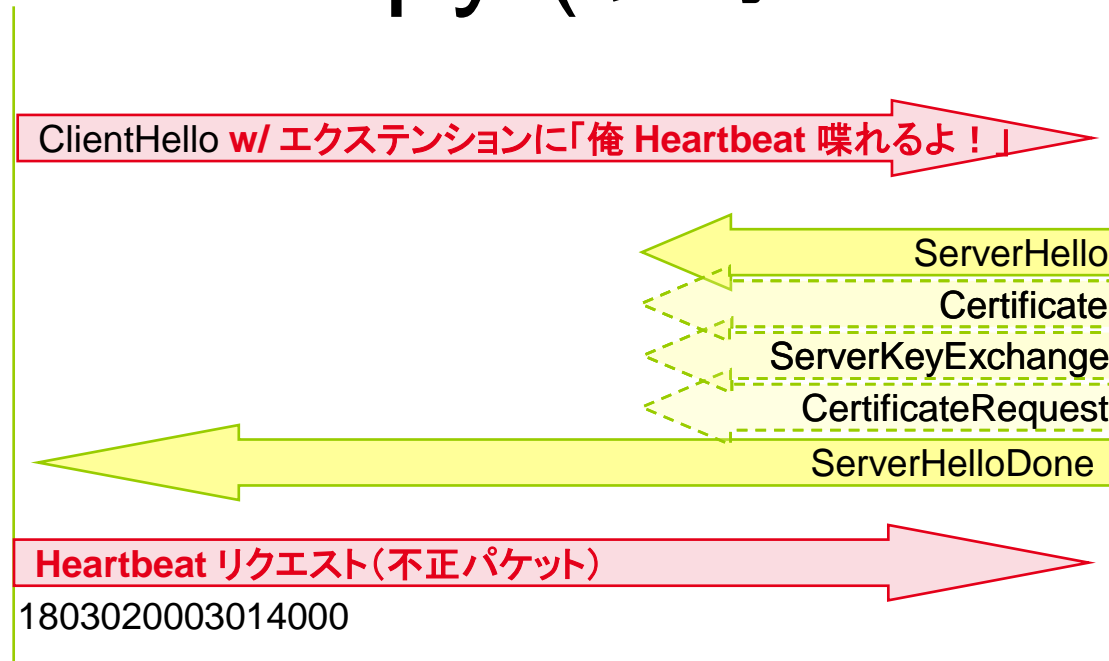 ClientHello w/ エクステンションに「俺 Heartbeat 喋れるよ！」
ServerHello
Certificate
ServerKeyExchange
CertificateRequest
ServerHelloDone
Heartbeat リクエスト（不正パケット）
1803020003014000